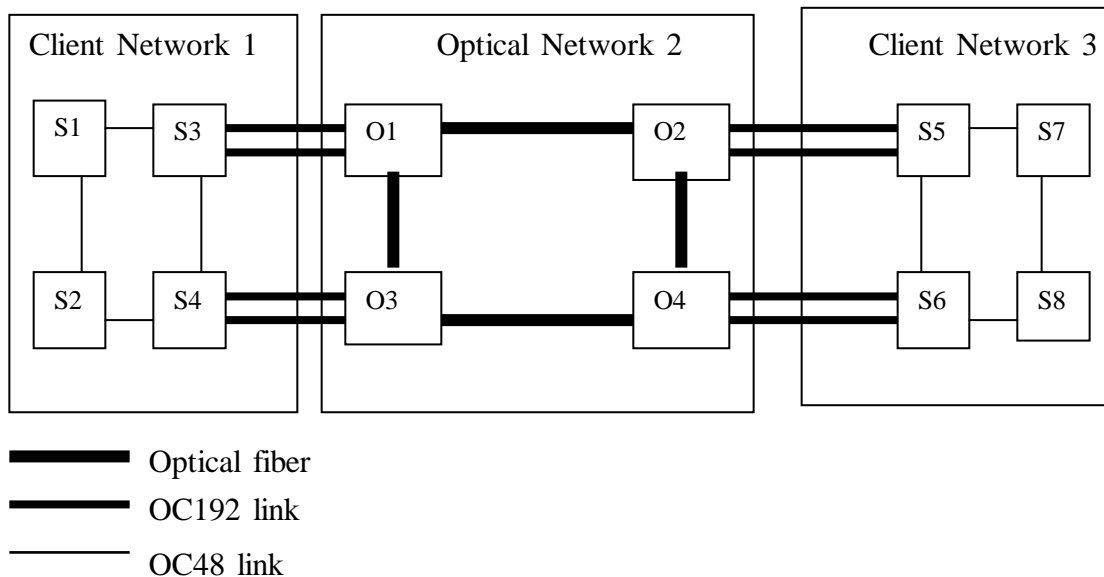 Client Network 1
Optical Network 2
Client Network 3
S1
S3
O1
O2
S5
S7
S2
S4
O3
O4
S6
S8
Optical fiber
OC192 link
OC48 link